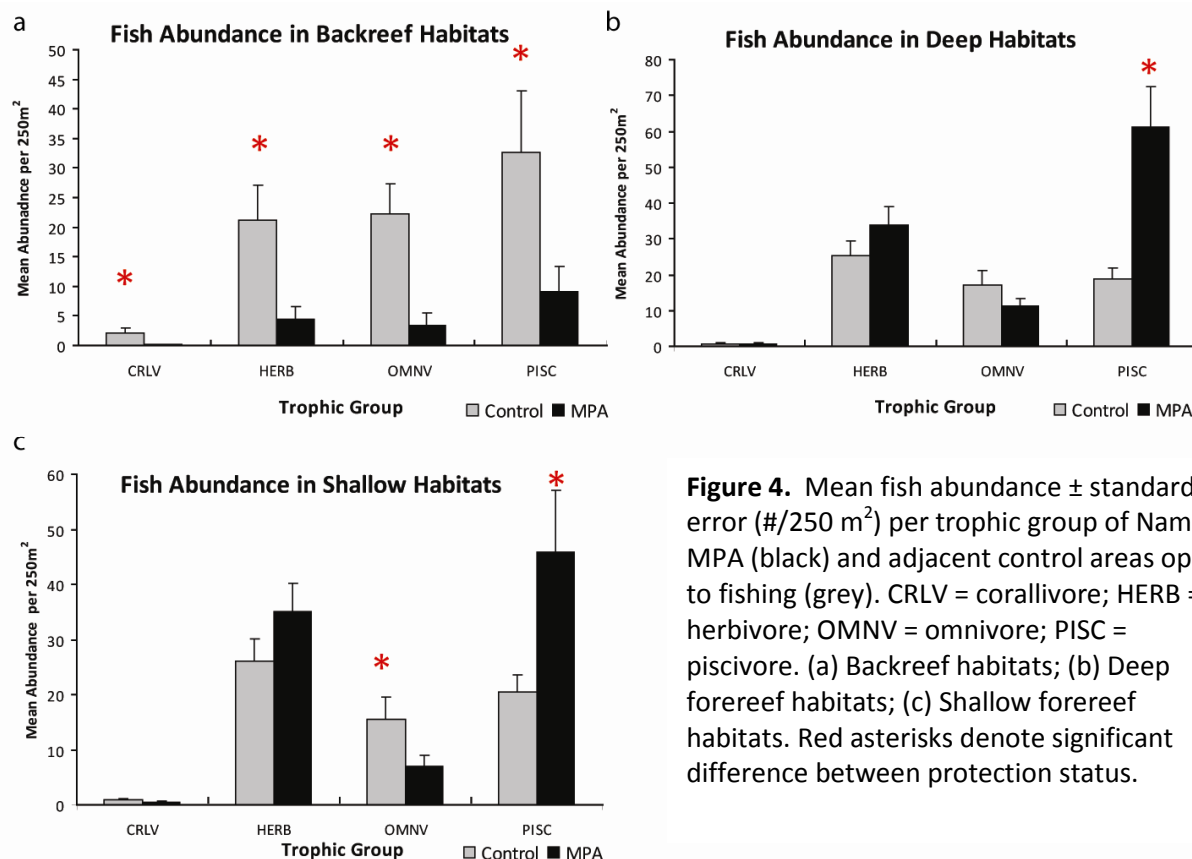 a
Fish Abundance in Backreef Habitats
Mean Abunadnce per 250m²
50
45
40
35
30
25
20
15
10
5
0
* * * *
CRLV HERB OMNV PISC
Trophic Group
Control MPA
b
Fish Abundance in Deep Habitats
Mean Abundance per 250m²
80
70
60
50
40
30
20
10
0
*
CRLV HERB OMNV PISC
Trophic Group
Control MPA
c
Fish Abundance in Shallow Habitats
Mean Abundance per 250m²
60
50
40
30
20
10
0
* *
CRLV HERB OMNV PISC
Trophic Group
Control MPA
Figure 4. Mean fish abundance ± standard
error (#/250 m²) per trophic group of Nam
MPA (black) and adjacent control areas op
to fishing (grey). CRLV = corallivore; HERB =
herbivore; OMNV = omnivore; PISC =
piscivore. (a) Backreef habitats; (b) Deep
forereef habitats; (c) Shallow forereef
habitats. Red asterisks denote significant
difference between protection status.